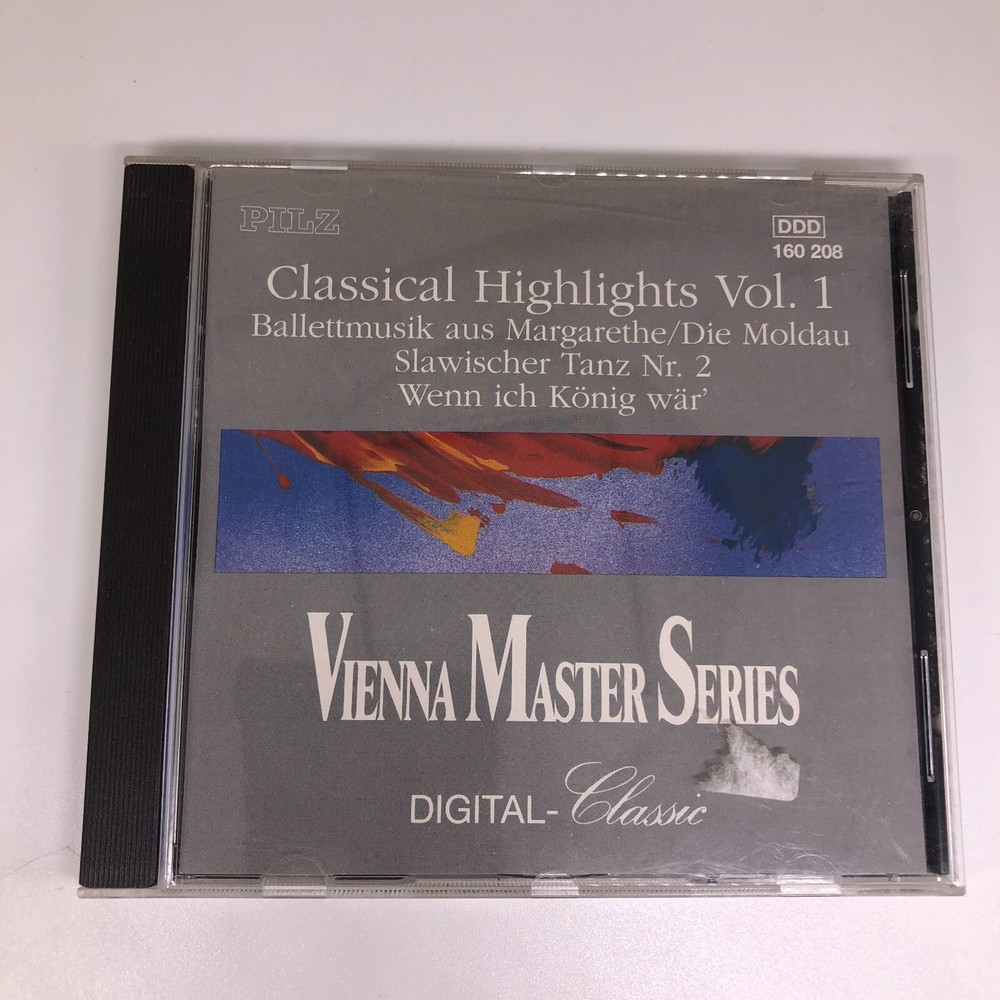 PILZ
DDD
160 208
Classical Highlights Vol. 1
Ballettmusik aus Margarethe/Die Moldau
Slawischer Tanz Nr. 2
Wenn ich König wär'
VIENNA MASTER SERIES
DIGITAL-Classic